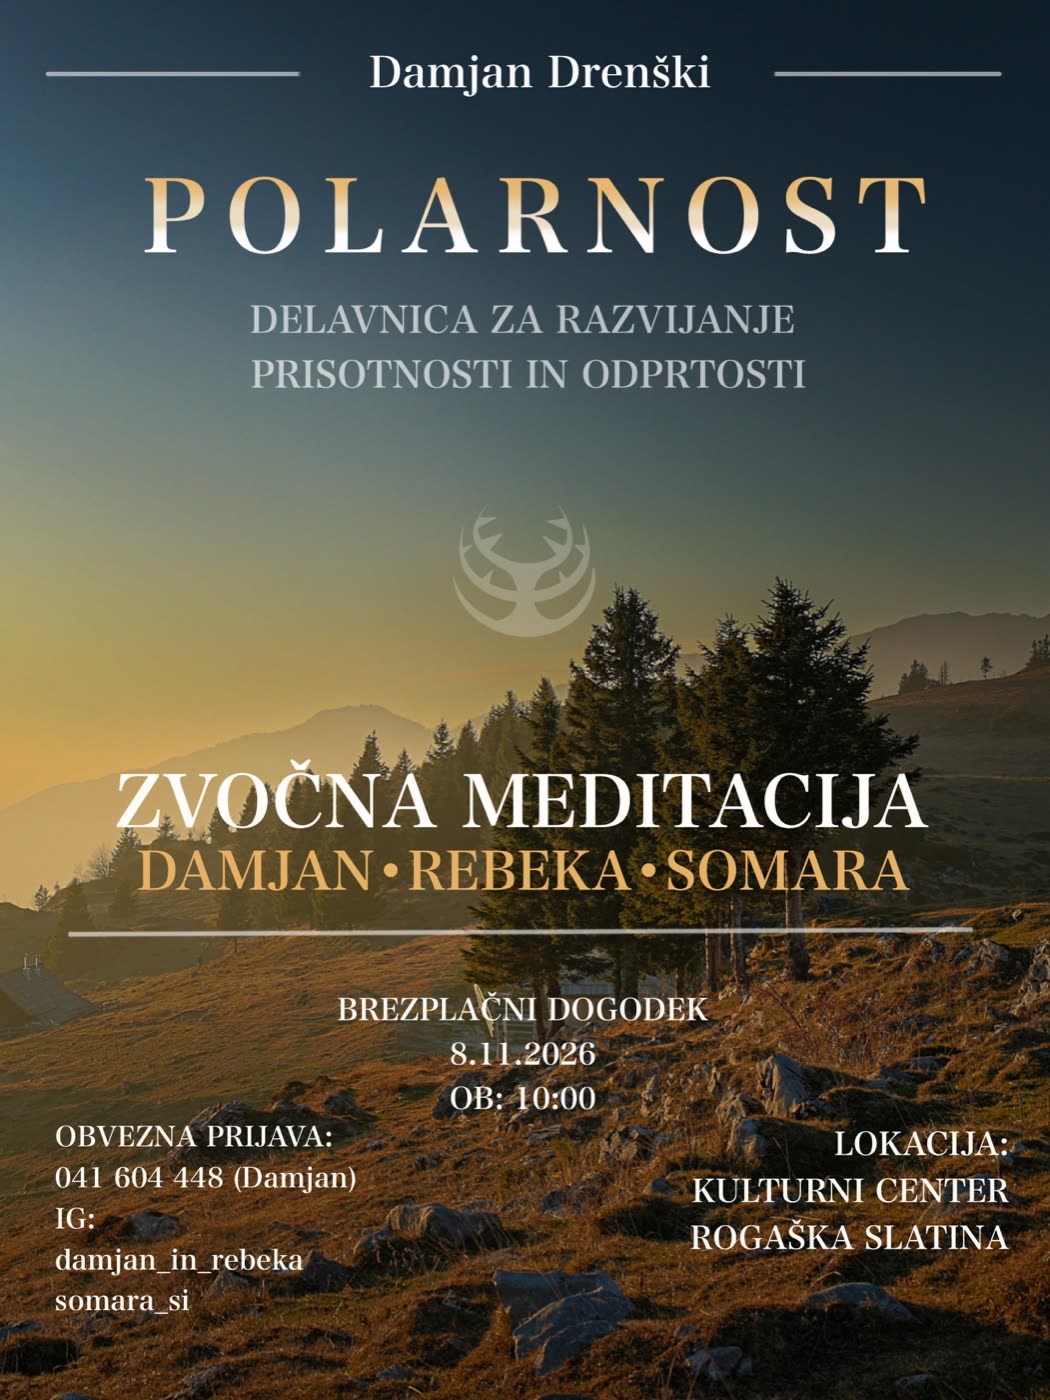 Damjan Drenški
POLARNOST
DELAVNICA ZA RAZVIJANJE
PRISOTNOSTI IN ODPRTOSTI
ZVOČNA MEDITACIJA
DAMJAN•REBEKA•SOMARA
BREZPLAČNI DOGODEK
8.11.2026
OB: 10:00
OBVEZNA PRIJAVA:
041 604 448 (Damjan)
IG:
damjan_in_rebeka
somara_si
LOKACIJA:
KULTURNI CENTER
ROGAŠKA SLATINA